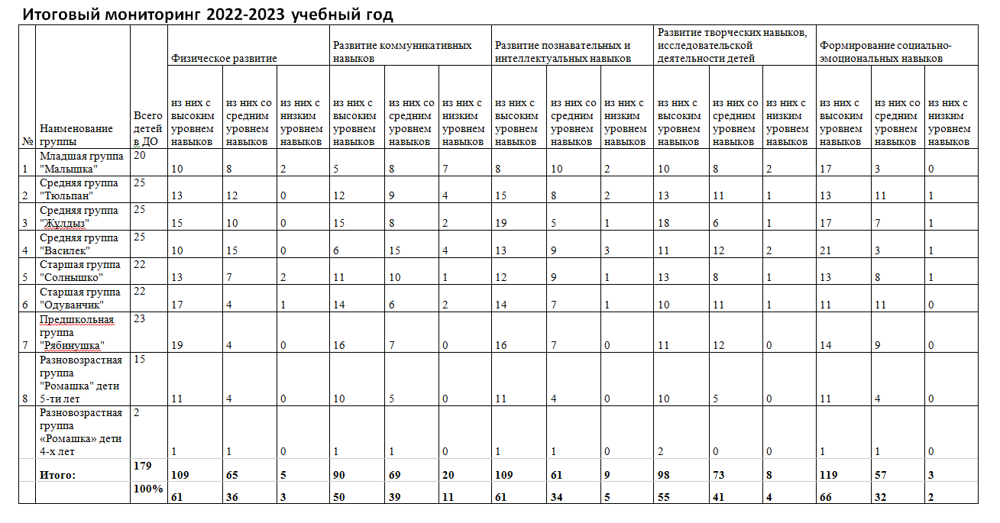 Итоговый мониторинг 2022-2023 учебный год
№
Наименование
группы
Всего
детей
в ДО
Физическое развитие
Развитие коммуникативных
навыков
Развитие познавательных и
интеллектуальных навыков
Развитие творческих навыков,
исследовательской
деятельности детей
Формирование социально-
эмоциональных навыков
из них с
высоким
уровнем
навыков
из них со
средним
уровнем
навыков
из них с
низким
уровнем
навыков
из них с
высоким
уровнем
навыков
из них со
средним
уровнем
навыков
из них с
низким
уровнем
навыков
из них с
высоким
уровнем
навыков
из них со
средним
уровнем
навыков
из них с
низким
уровнем
навыков
из них с
высоким
уровнем
навыков
из них со
средним
уровнем
навыков
из них с
низким
уровнем
навыков
из них с
высоким
уровнем
навыков
из них со
средним
уровнем
навыков
из них с
низким
уровнем
навыков
Младшая группа 20
1 "Малышка" 10 8 2 5 8 7 8 10 2 10 8 2 17 3 0
Средняя группа 25
2 "Тюльпан" 13 12 0 12 9 4 15 8 2 13 11 1 13 11 1
Средняя группа 25
3 "Жұлдыз" 15 10 0 15 8 2 19 5 1 18 6 1 17 7 1
Средняя группа 25
4 "Василек" 10 15 0 6 15 4 13 9 3 11 12 2 21 3 1
Старшая группа 22
5 "Солнышко" 13 7 2 11 10 1 12 9 1 13 8 1 13 8 1
Старшая группа 22
6 "Одуванчик" 17 4 1 14 6 2 14 7 1 10 11 1 11 11 0
Предшкольная 23
группа
7 "Рябинушка" 19 4 0 16 7 0 16 7 0 11 12 0 14 9 0
Разновозрастная 15
группа
"Ромашка" дети
8 5-ти лет 11 4 0 10 5 0 11 4 0 10 5 0 11 4 0
Разновозрастная 2
группа
«Ромашка» дети
4-х лет 1 1 0 1 1 0 1 1 0 2 0 0 1 1 0
179
Итого: 109 65 5 90 69 20 109 61 9 98 73 8 119 57 3
100%
61 36 3 50 39 11 61 34 5 55 41 4 66 32 2